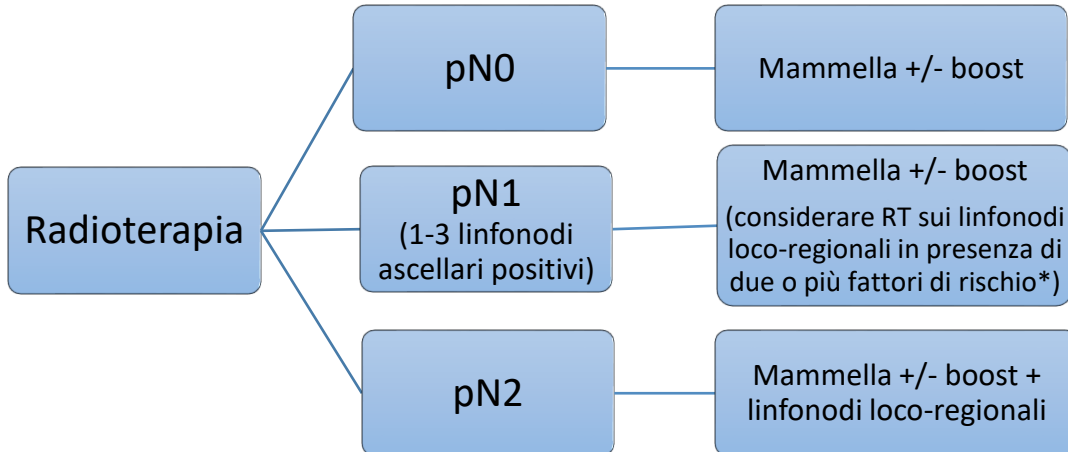 Radioterapia
pN0
Mammella +/- boost
pN1
(1-3 linfonodi
ascellari positivi)
Mammella +/- boost
(considerare RT sui linfonodi
loco-regionali in presenza di
due o più fattori di rischio*)
pN2
Mammella +/- boost +
linfonodi loco-regionali